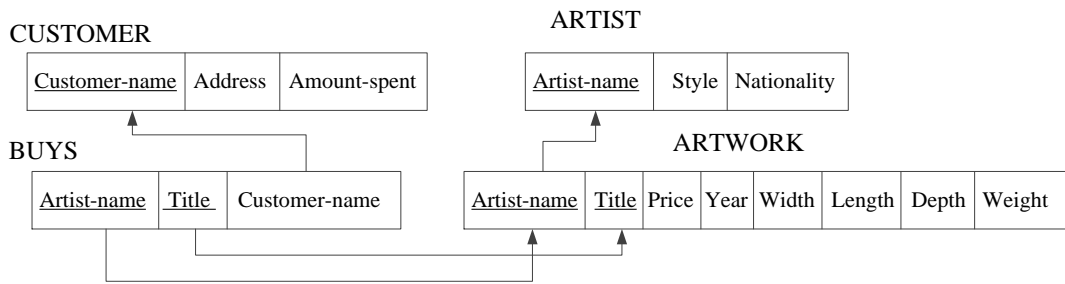 CUSTOMER
Customer-name Address Amount-spent
ARTIST
Artist-name Style Nationality
BUYS
Artist-name Title Customer-name
ARTWORK
Artist-name Title Price Year Width Length Depth Weight